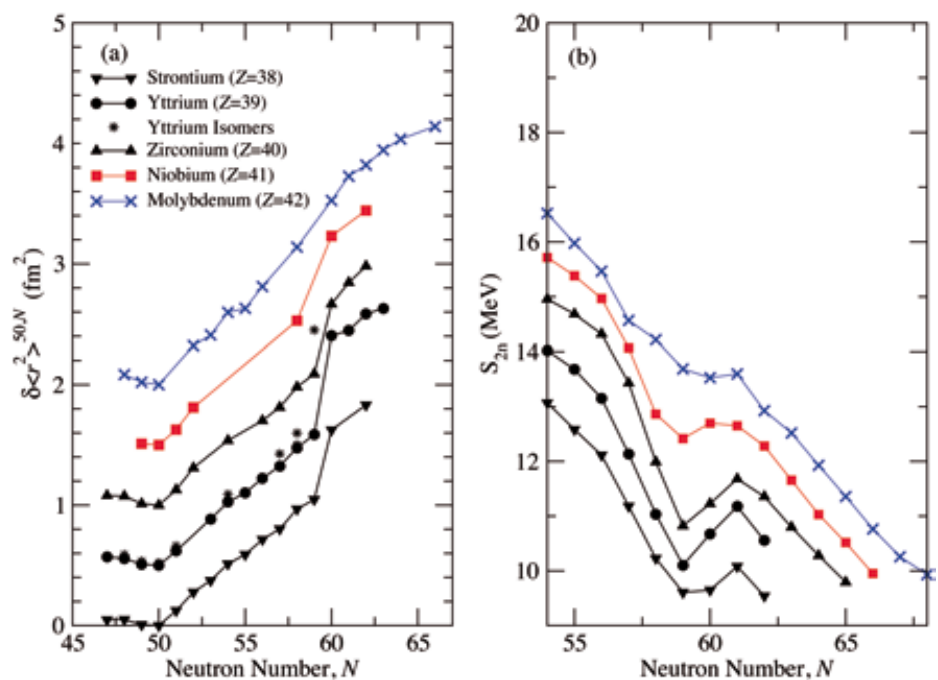 (a)
Strontium (Z=38)
Yttrium (Z=39)
Yttrium Isomers
Zirconium (Z=40)
Niobium (Z=41)
Molybdenum (Z=42)
5
4
3
2
1
0
δ<r²>⁵⁰,ᴺ (fm²)
45 50 55 60 65
Neutron Number, N
(b)
20
18
16
14
12
10
S₂ₙ (MeV)
55 60 65
Neutron Number, N